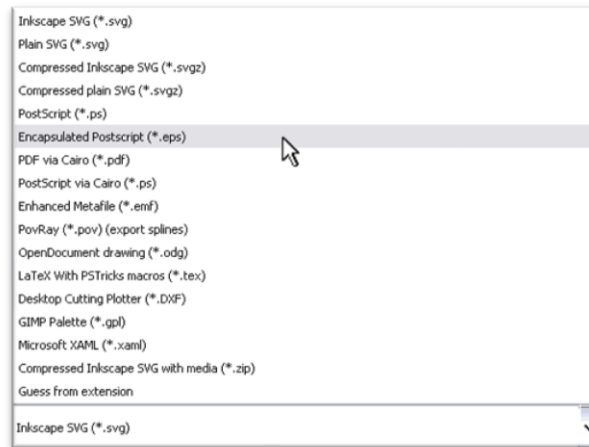 Inkscape SVG (*.svg)
Plain SVG (*.svg)
Compressed Inkscape SVG (*.svgz)
Compressed plain SVG (*.svgz)
PostScript (*.ps)
Encapsulated Postscript (*.eps)
PDF via Cairo (*.pdf)
PostScript via Cairo (*.ps)
Enhanced Metafile (*.emf)
PovRay (*.pov) (export splines)
OpenDocument drawing (*.odg)
LaTeX With PSTricks macros (*.tex)
Desktop Cutting Plotter (*.DXF)
GIMP Palette (*.gpl)
Microsoft XAML (*.xaml)
Compressed Inkscape SVG with media (*.zip)
Guess from extension
Inkscape SVG (*.svg)